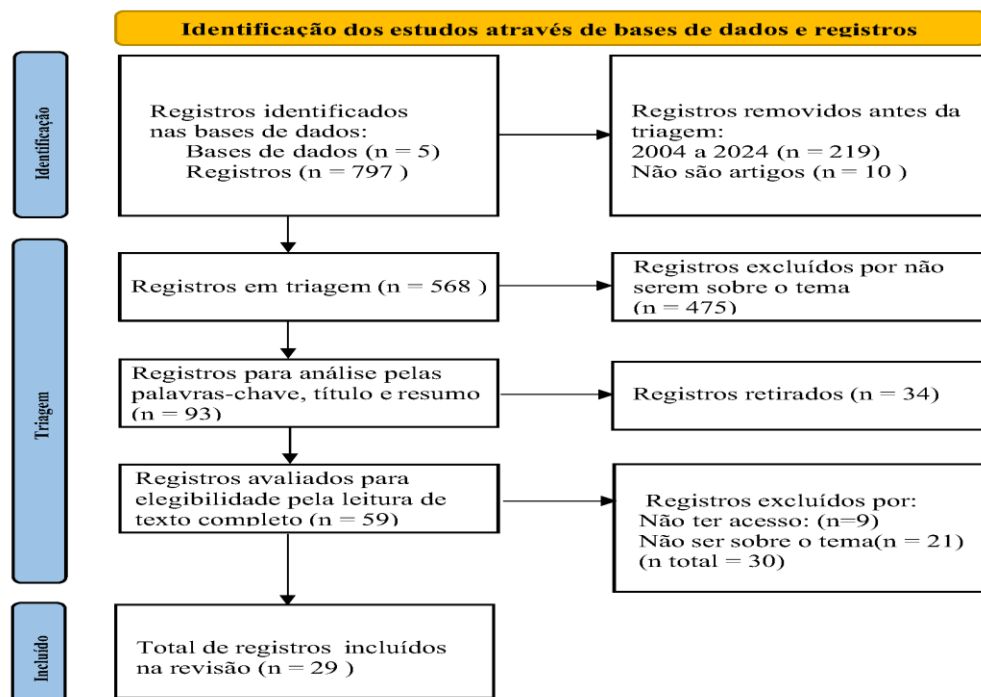 Identificação dos estudos através de bases de dados e registros
Identificação
Registros identificados
nas bases de dados:
Bases de dados (n = 5)
Registros (n = 797 )
Registros removidos antes da
triagem:
2004 a 2024 (n = 219)
Não são artigos (n = 10 )
Triagem
Registros em triagem (n = 568 )
Registros excluídos por não
serem sobre o tema
(n = 475)
Registros para análise pelas
palavras-chave, título e resumo
(n = 93)
Registros retirados (n = 34)
Registros avaliados para
elegibilidade pela leitura de
texto completo (n = 59)
Registros excluídos por:
Não ter acesso: (n=9)
Não ser sobre o tema(n = 21)
(n total = 30)
Incluído
Total de registros incluídos
na revisão (n = 29 )